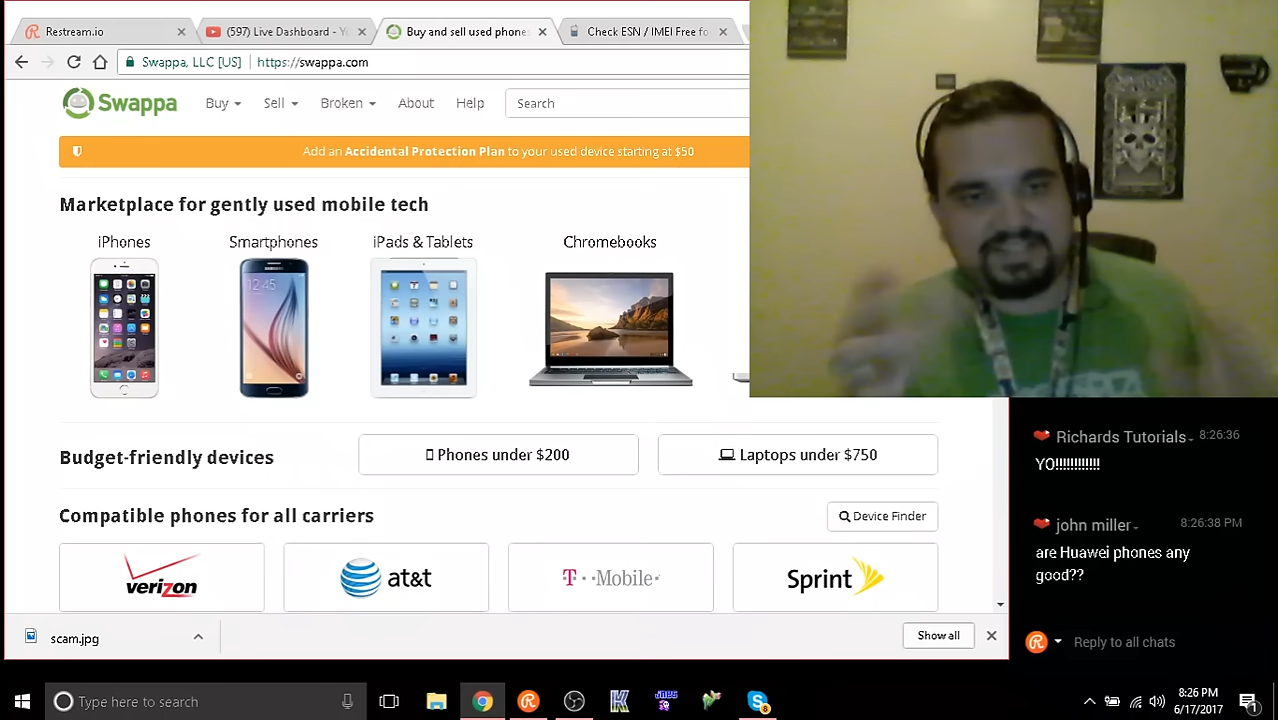 Restream.io
(597) Live Dashboard - Y
Buy and sell used phone
Check ESN / IMEI Free fo
Swappa, LLC [US]
https://swappa.com
Swappa
Buy
Sell
Broken
About
Help
Search
Add an Accidental Protection Plan to your used device starting at $50
Marketplace for gently used mobile tech
iPhones
Smartphones
iPads & Tablets
Chromebooks
SAMSUNG
12:45
Budget-friendly devices
Phones under $200
Laptops under $750
Compatible phones for all carriers
Device Finder
verizon
at&t
T··Mobile·
Sprint
scam.jpg
Show all
Richards Tutorials
8:26:36
YO!!!!!!!!!!!!
john miller
8:26:38 PM
are Huawei phones any
good??
Reply to all chats
Type here to search
8:26 PM
6/17/2017